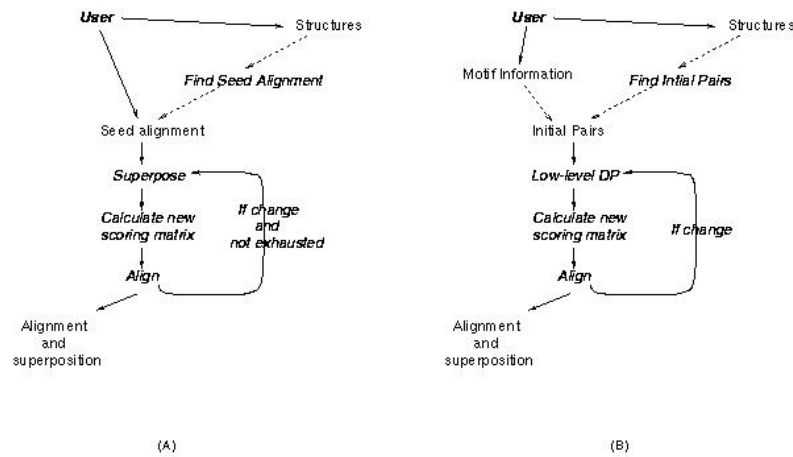 User
Structures
Find Seed Alignment
Seed alignment
Superpose
If change
and
not exhausted
Calculate new
scoring matrix
Align
Alignment
and
superposition
(A)
User
Structures
Motif Information
Find Intial Pairs
Initial Pairs
Low-level DP
Calculate new
scoring matrix
If change
Align
Alignment
and
superposition
(B)